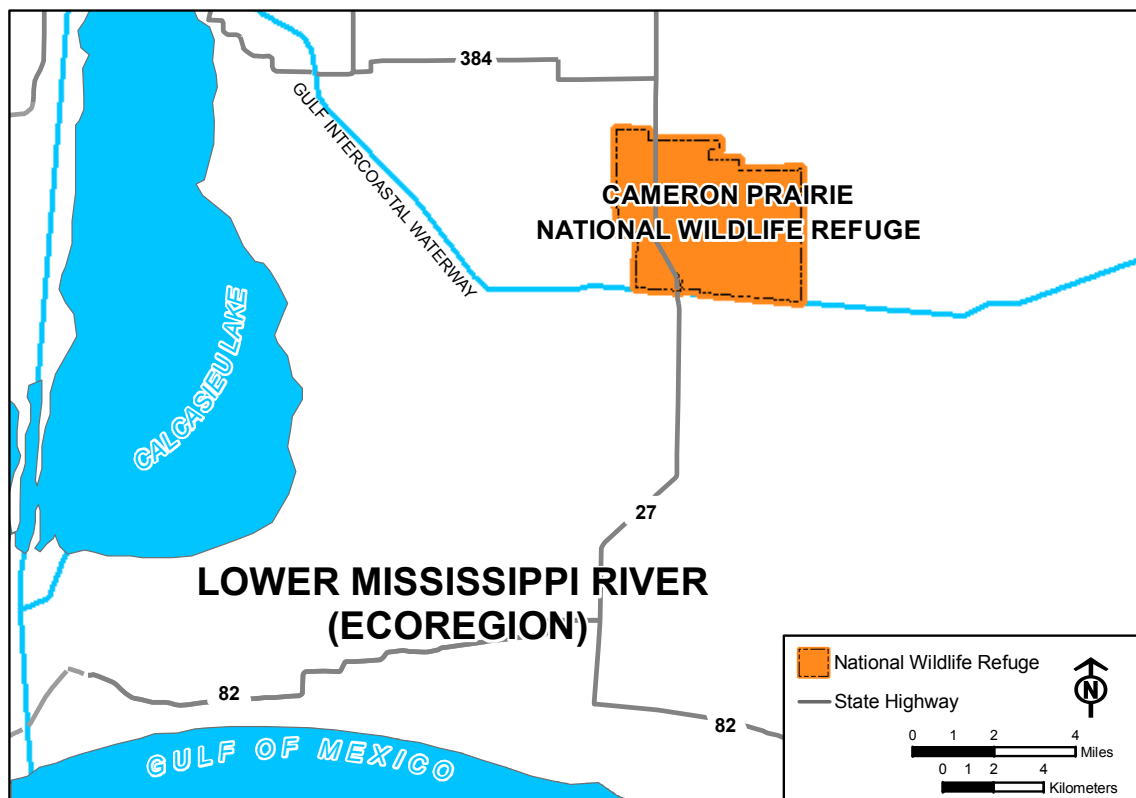 384
GULF INTERCOASTAL WATERWAY
CAMERON PRAIRIE
NATIONAL WILDLIFE REFUGE
CALCASIEU LAKE
27
LOWER MISSISSIPPI RIVER
(ECOREGION)
82
82
GULF OF MEXICO
National Wildlife Refuge
State Highway
N
0 1 2 4
Miles
0 1 2 4
Kilometers